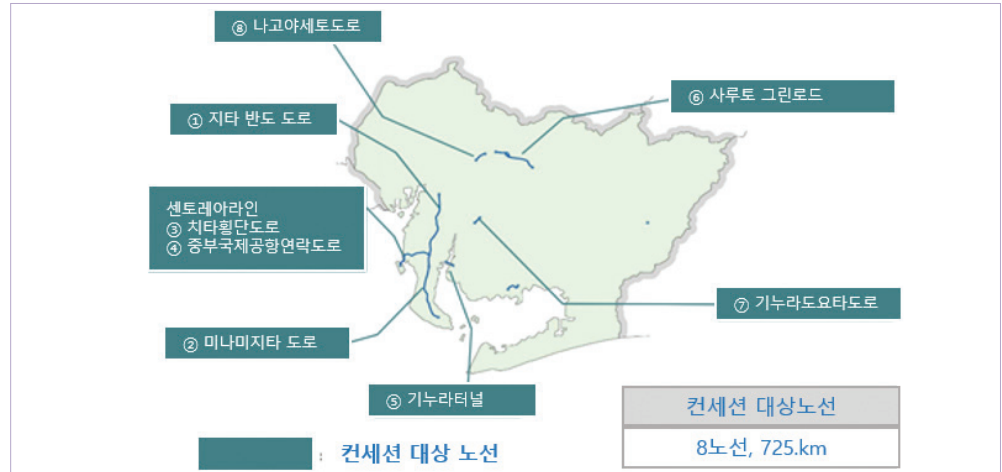 ⑧ 나고야세토도로
⑥ 사루토 그린로드
① 지타 반도 도로
센토레아라인
③ 치타횡단도로
④ 중부국제공항연락도로
⑦ 기누라도요타도로
② 미나미지타 도로
⑤ 기누라터널
컨세션 대상노선
8노선, 725.km
: 컨세션 대상 노선